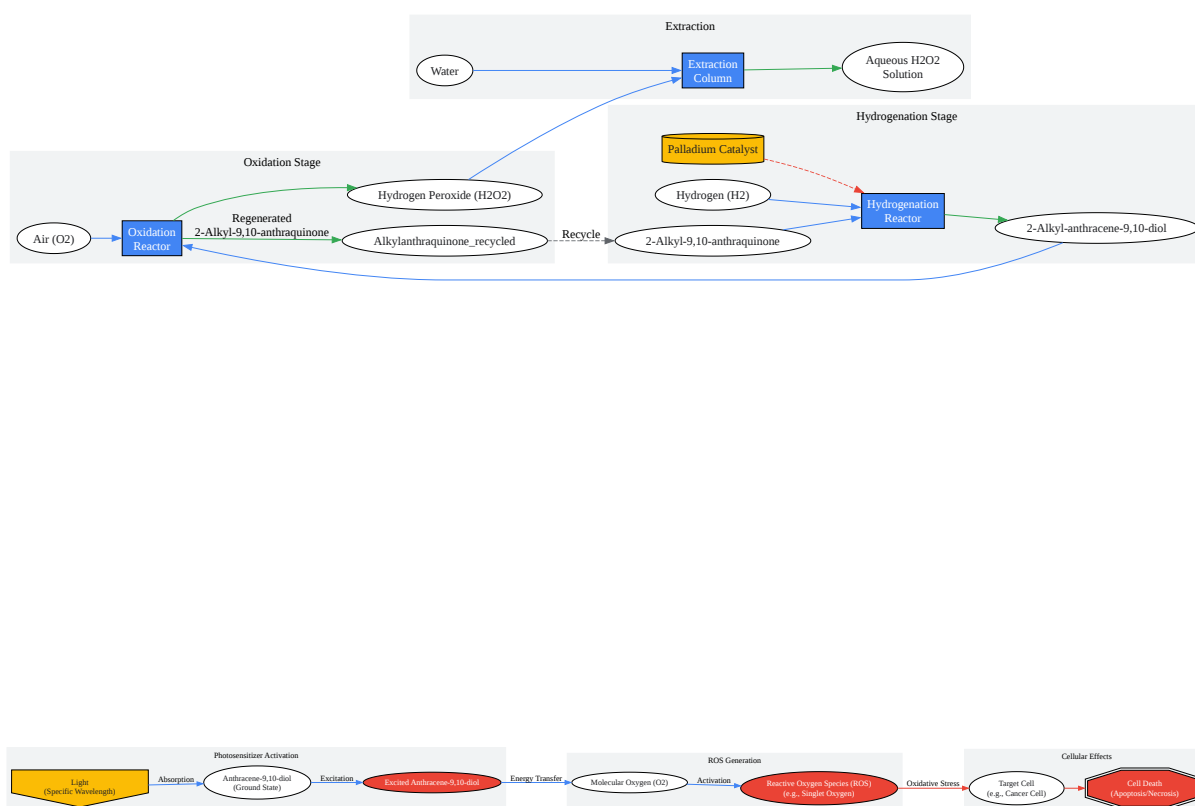 Extraction
Water
Extraction
Column
Aqueous H2O2
Solution
Hydrogenation Stage
Palladium Catalyst
Hydrogen (H2)
Hydrogenation
Reactor
2-Alkyl-9,10-anthraquinone
2-Alkyl-anthracene-9,10-diol
Oxidation Stage
Hydrogen Peroxide (H2O2)
Air (O2)
Oxidation
Reactor
Regenerated
2-Alkyl-9,10-anthraquinone
Alkylanthraquinone_recycled
Recycle
Photosensitizer Activation
Light
(Specific Wavelength)
Absorption
Anthracene-9,10-diol
(Ground State)
Excitation
Excited Anthracene-9,10-diol
Energy Transfer
ROS Generation
Molecular Oxygen (O2)
Activation
Reactive Oxygen Species (ROS)
(e.g., Singlet Oxygen)
Oxidative Stress
Cellular Effects
Target Cell
(e.g., Cancer Cell)
Cell Death
(Apoptosis/Necrosis)